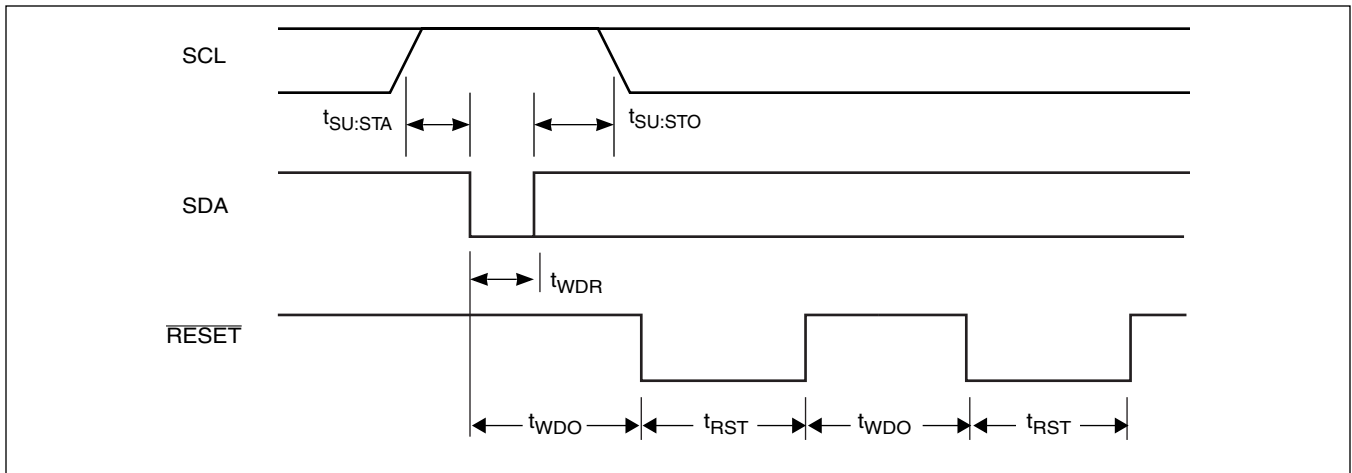 SCL
tSU:STA
tSU:STO
SDA
tWDR
RESET
tWDO tRST tWDO tRST